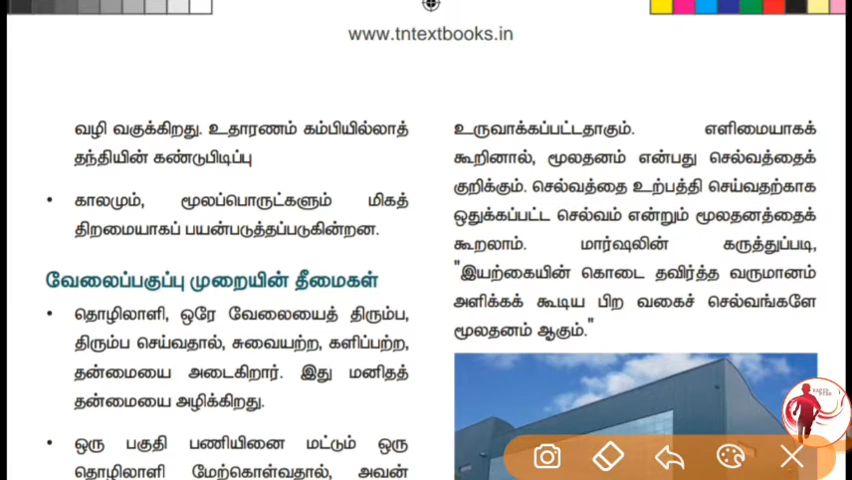 www.tntextbooks.in
வழி வகுக்கிறது. உதாரணம் கம்பியில்லாத்
தந்தியின் கண்டுபிடிப்பு
• காலமும், மூலப்பொருட்களும் மிகத்
திறமையாகப் பயன்படுத்தப்படுகின்றன.
வேலைப்பகுப்பு முறையின் தீமைகள்
• தொழிலாளி, ஒரே வேலையைத் திரும்ப,
திரும்ப செய்வதால், சுவையற்ற, களிப்பற்ற,
தன்மையை அடைகிறார். இது மனிதத்
தன்மையை அழிக்கிறது.
• ஒரு பகுதி பணியினை மட்டும் ஒரு
தொழிலாளி மேற்கொள்வதால், அவன்
உருவாக்கப்பட்டதாகும். எளிமையாகக்
கூறினால், மூலதனம் என்பது செல்வத்தைக்
குறிக்கும். செல்வத்தை உற்பத்தி செய்வதற்காக
ஒதுக்கப்பட்ட செல்வம் என்றும் மூலதனத்தைக்
கூறலாம். மார்ஷலின் கருத்துப்படி,
"இயற்கையின் கொடை தவிர்த்த வருமானம்
அளிக்கக் கூடிய பிற வகைச் செல்வங்களே
மூலதனம் ஆகும்."